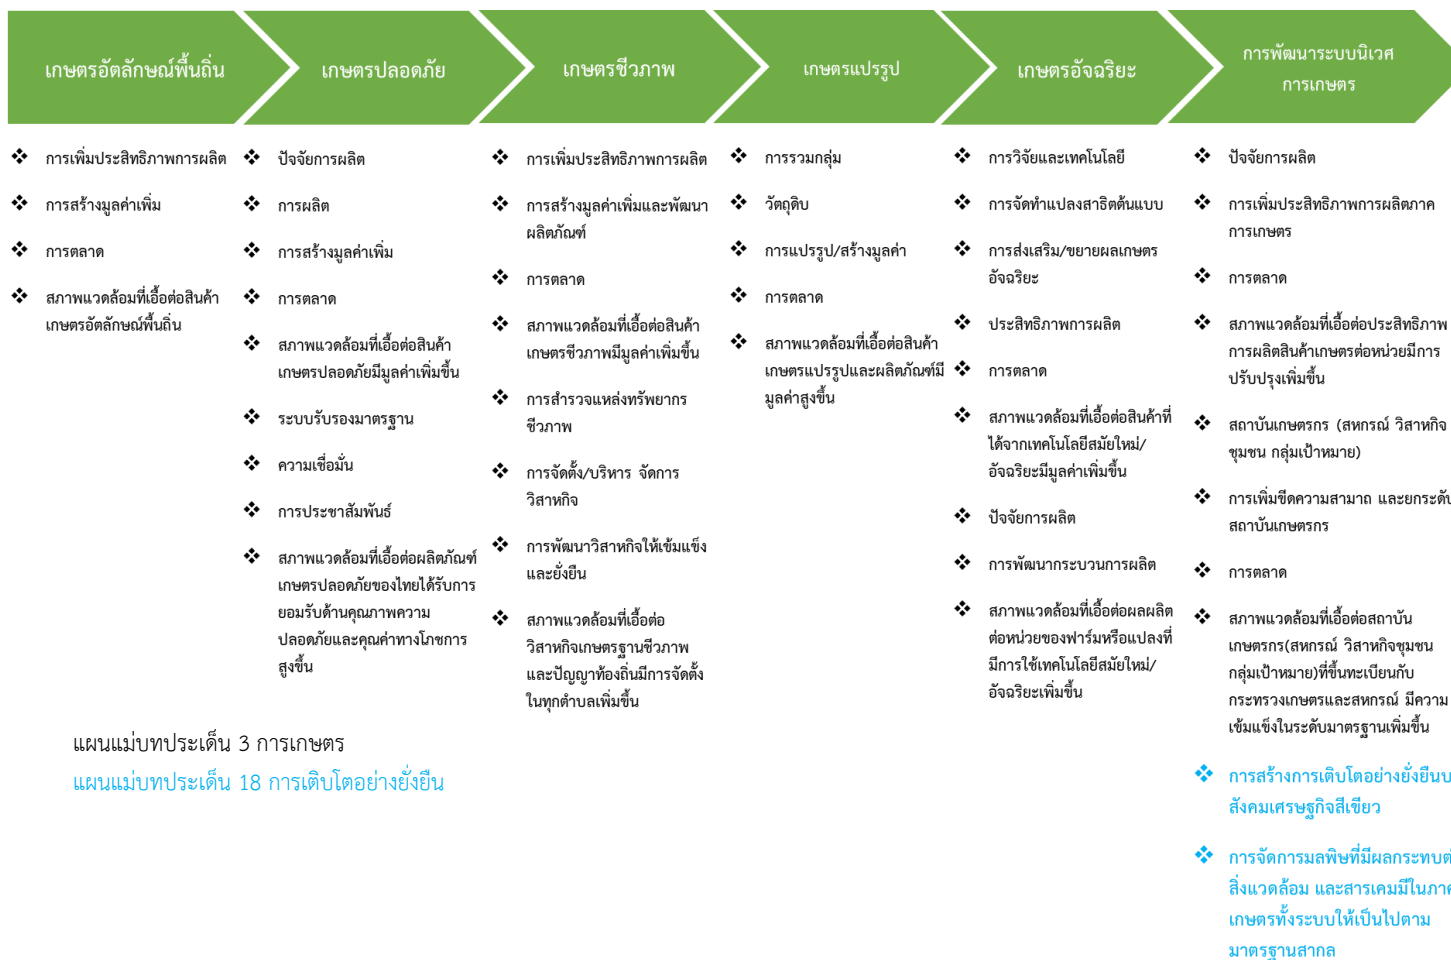 เกษตรอัตลักษณ์พื้นถิ่น
เกษตรปลอดภัย
เกษตรชีวภาพ
เกษตรแปรรูป
เกษตรอัจฉริยะ
การพัฒนาระบบนิเวศ
การเกษตร
❖ การเพิ่มประสิทธิภาพการผลิต
❖ การสร้างมูลค่าเพิ่ม
❖ การตลาด
❖ สภาพแวดล้อมที่เอื้อต่อสินค้า
เกษตรอัตลักษณ์พื้นถิ่น
❖ ปัจจัยการผลิต
❖ การผลิต
❖ การสร้างมูลค่าเพิ่ม
❖ การตลาด
❖ สภาพแวดล้อมที่เอื้อต่อสินค้า
เกษตรปลอดภัยมีมูลค่าเพิ่มขึ้น
❖ ระบบรับรองมาตรฐาน
❖ ความเชื่อมั่น
❖ การประชาสัมพันธ์
❖ สภาพแวดล้อมที่เอื้อต่อผลิตภัณฑ์
เกษตรปลอดภัยของไทยได้รับการ
ยอมรับด้านคุณภาพความ
ปลอดภัยและคุณค่าทางโภชการ
สูงขึ้น
❖ การเพิ่มประสิทธิภาพการผลิต
❖ การสร้างมูลค่าเพิ่มและพัฒนา
ผลิตภัณฑ์
❖ การตลาด
❖ สภาพแวดล้อมที่เอื้อต่อสินค้า
เกษตรชีวภาพมีมูลค่าเพิ่มขึ้น
❖ การสำรวจแหล่งทรัพยากร
ชีวภาพ
❖ การจัดตั้ง/บริหาร จัดการ
วิสาหกิจ
❖ การพัฒนาวิสาหกิจให้เข้มแข็ง
และยั่งยืน
❖ สภาพแวดล้อมที่เอื้อต่อ
วิสาหกิจเกษตรฐานชีวภาพ
และปัญญาท้องถิ่นมีการจัดตั้ง
ในทุกตำบลเพิ่มขึ้น
❖ การรวมกลุ่ม
❖ วัตถุดิบ
❖ การแปรรูป/สร้างมูลค่า
❖ การตลาด
❖ สภาพแวดล้อมที่เอื้อต่อสินค้า
เกษตรแปรรูปและผลิตภัณฑ์มี
มูลค่าสูงขึ้น
❖ การวิจัยและเทคโนโลยี
❖ การจัดทำแปลงสาธิตต้นแบบ
❖ การส่งเสริม/ขยายผลเกษตร
อัจฉริยะ
❖ ประสิทธิภาพการผลิต
❖ การตลาด
❖ สภาพแวดล้อมที่เอื้อต่อสินค้าที่
ได้จากเทคโนโลยีสมัยใหม่/
อัจฉริยะมีมูลค่าเพิ่มขึ้น
❖ ปัจจัยการผลิต
❖ การพัฒนากระบวนการผลิต
❖ สภาพแวดล้อมที่เอื้อต่อผลผลิต
ต่อหน่วยของฟาร์มหรือแปลงที่
มีการใช้เทคโนโลยีสมัยใหม่/
อัจฉริยะเพิ่มขึ้น
❖ ปัจจัยการผลิต
❖ การเพิ่มประสิทธิภาพการผลิตภาค
การเกษตร
❖ การตลาด
❖ สภาพแวดล้อมที่เอื้อต่อประสิทธิภาพ
การผลิตสินค้าเกษตรต่อหน่วยมีการ
ปรับปรุงเพิ่มขึ้น
❖ สถาบันเกษตรกร (สหกรณ์ วิสาหกิจ
ชุมชน กลุ่มเป้าหมาย)
❖ การเพิ่มขีดความสามาถ และยกระดับ
สถาบันเกษตรกร
❖ การตลาด
❖ สภาพแวดล้อมที่เอื้อต่อสถาบัน
เกษตรกร(สหกรณ์ วิสาหกิจชุมชน
กลุ่มเป้าหมาย)ที่ขึ้นทะเบียนกับ
กระทรวงเกษตรและสหกรณ์ มีความ
เข้มแข็งในระดับมาตรฐานเพิ่มขึ้น
❖ การสร้างการเติบโตอย่างยั่งยืนบ
สังคมเศรษฐกิจสีเขียว
❖ การจัดการมลพิษที่มีผลกระทบต่
สิ่งแวดล้อม และสารเคมมีในภาค
เกษตรทั้งระบบให้เป็นไปตาม
มาตรฐานสากล
แผนแม่บทประเด็น 3 การเกษตร
แผนแม่บทประเด็น 18 การเติบโตอย่างยั่งยืน